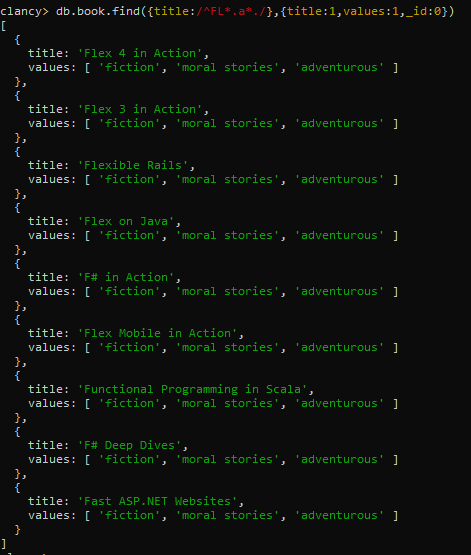 clancy> db.book.find({title:/^FL*.a*./},{title:1,values:1,_id:0})
[
  {
    title: 'Flex 4 in Action',
    values: [ 'fiction', 'moral stories', 'adventurous' ]
  },
  {
    title: 'Flex 3 in Action',
    values: [ 'fiction', 'moral stories', 'adventurous' ]
  },
  {
    title: 'Flexible Rails',
    values: [ 'fiction', 'moral stories', 'adventurous' ]
  },
  {
    title: 'Flex on Java',
    values: [ 'fiction', 'moral stories', 'adventurous' ]
  },
  {
    title: 'F# in Action',
    values: [ 'fiction', 'moral stories', 'adventurous' ]
  },
  {
    title: 'Flex Mobile in Action',
    values: [ 'fiction', 'moral stories', 'adventurous' ]
  },
  {
    title: 'Functional Programming in Scala',
    values: [ 'fiction', 'moral stories', 'adventurous' ]
  },
  {
    title: 'F# Deep Dives',
    values: [ 'fiction', 'moral stories', 'adventurous' ]
  },
  {
    title: 'Fast ASP.NET Websites',
    values: [ 'fiction', 'moral stories', 'adventurous' ]
  }
]